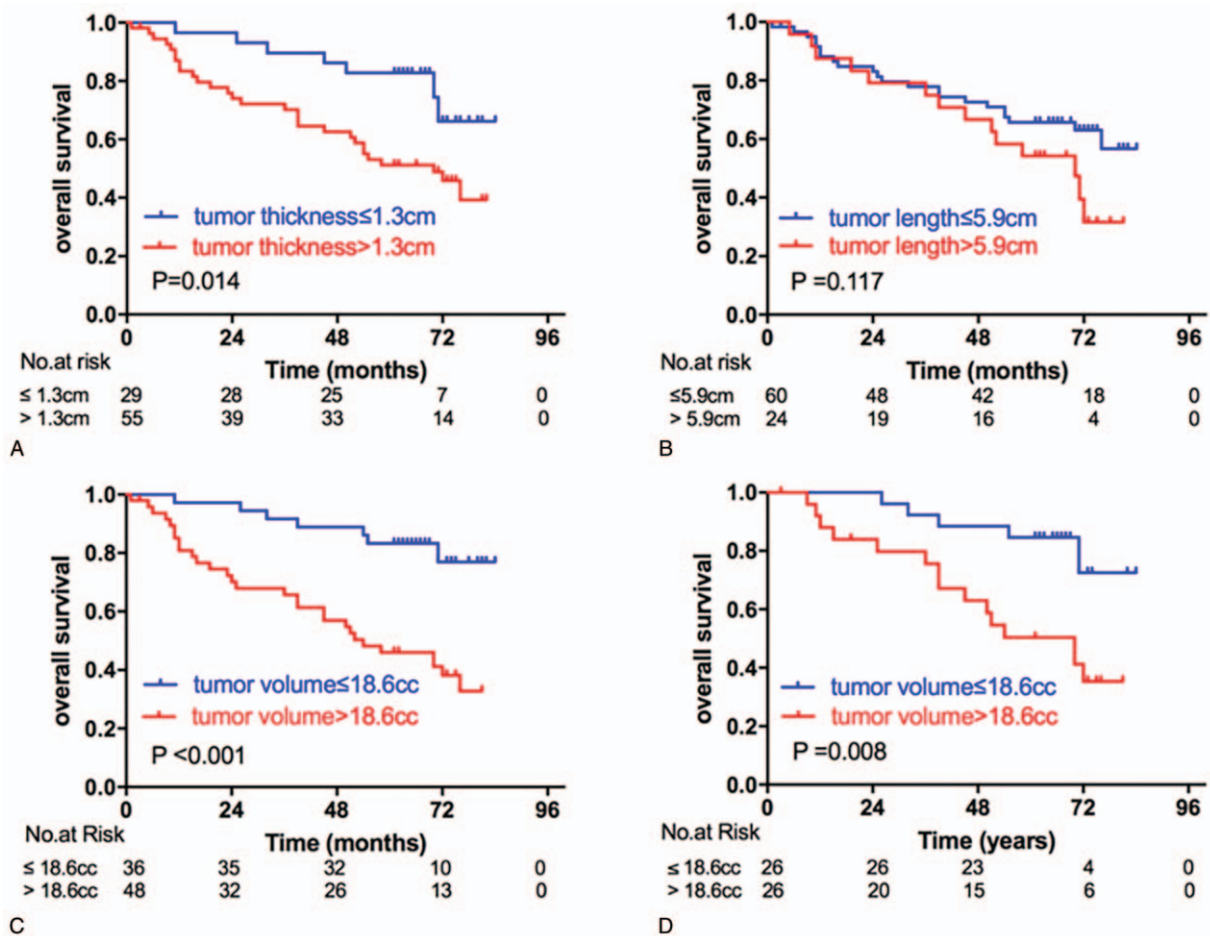 1.0
0.8
0.6
0.4
0.2
0.0
overall survival
tumor thickness≤1.3cm
tumor thickness>1.3cm
P=0.014
0 24 48 72 96
No.at risk
Time (months)
≤ 1.3cm 29 28 25 7 0
> 1.3cm 55 39 33 14 0
A
1.0
0.8
0.6
0.4
0.2
0.0
overall survival
tumor length≤5.9cm
tumor length>5.9cm
P =0.117
0 24 48 72 96
No.at risk
Time (months)
≤5.9cm 60 48 42 18 0
> 5.9cm 24 19 16 4 0
B
1.0
0.8
0.6
0.4
0.2
0.0
overall survival
tumor volume≤18.6cc
tumor volume>18.6cc
P <0.001
0 24 48 72 96
No.at Risk
Time (months)
≤ 18.6cc 36 35 32 10 0
> 18.6cc 48 32 26 13 0
C
1.0
0.8
0.6
0.4
0.2
0.0
overall survival
tumor volume≤18.6cc
tumor volume>18.6cc
P =0.008
0 24 48 72 96
No.at Risk
Time (years)
≤ 18.6cc 26 26 23 4 0
> 18.6cc 26 20 15 6 0
D